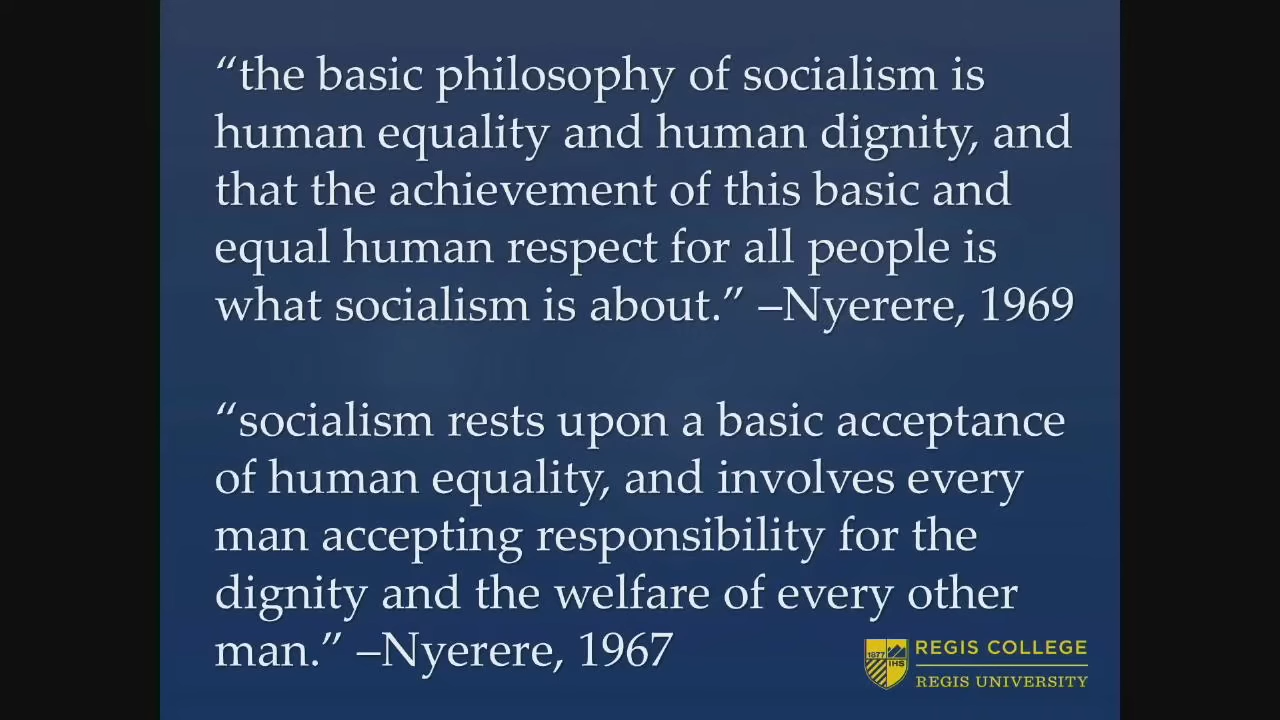 “the basic philosophy of socialism is
human equality and human dignity, and
that the achievement of this basic and
equal human respect for all people is
what socialism is about.” –Nyerere, 1969
“socialism rests upon a basic acceptance
of human equality, and involves every
man accepting responsibility for the
dignity and the welfare of every other
man.” –Nyerere, 1967
1877
IHS
REGIS COLLEGE
REGIS UNIVERSITY